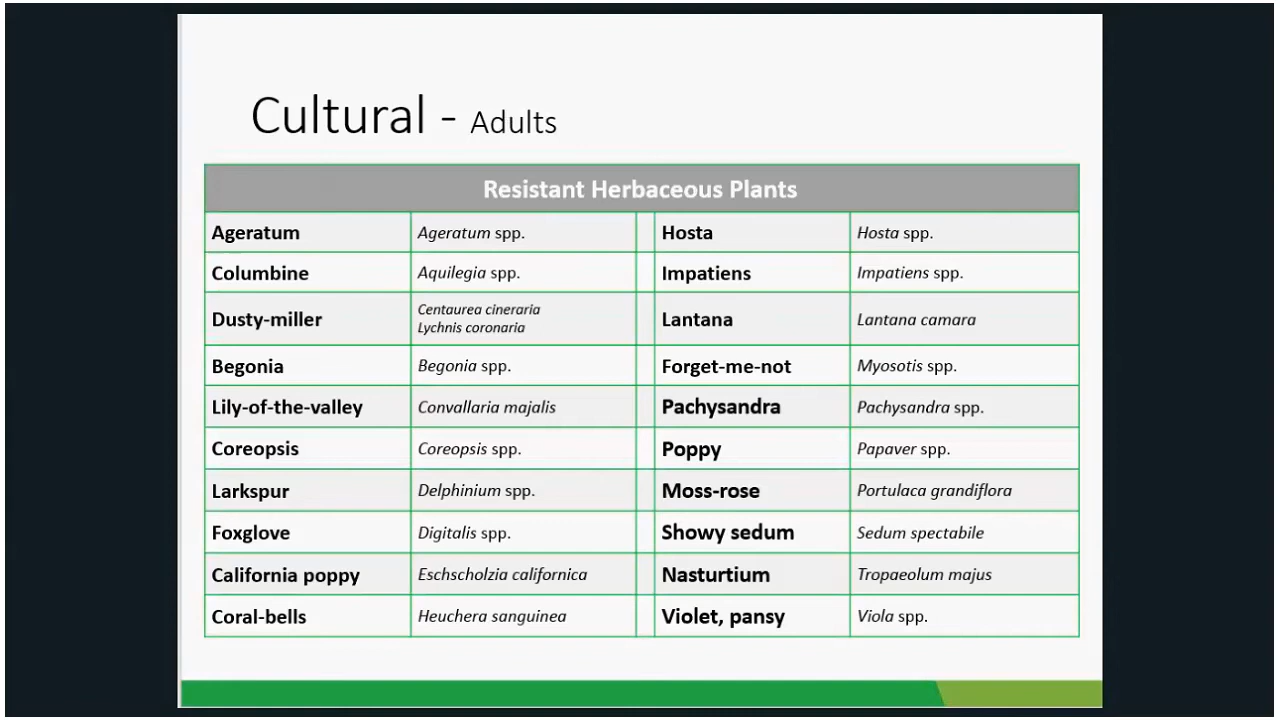 Cultural - Adults
Resistant Herbaceous Plants
Ageratum Ageratum spp. Hosta Hosta spp.
Columbine Aquilegia spp. Impatiens Impatiens spp.
Dusty-miller Centaurea cineraria Lantana Lantana camara
Lychnis coronaria
Begonia Begonia spp. Forget-me-not Myosotis spp.
Lily-of-the-valley Convallaria majalis Pachysandra Pachysandra spp.
Coreopsis Coreopsis spp. Poppy Papaver spp.
Larkspur Delphinium spp. Moss-rose Portulaca grandiflora
Foxglove Digitalis spp. Showy sedum Sedum spectabile
California poppy Eschscholzia californica Nasturtium Tropaeolum majus
Coral-bells Heuchera sanguinea Violet, pansy Viola spp.